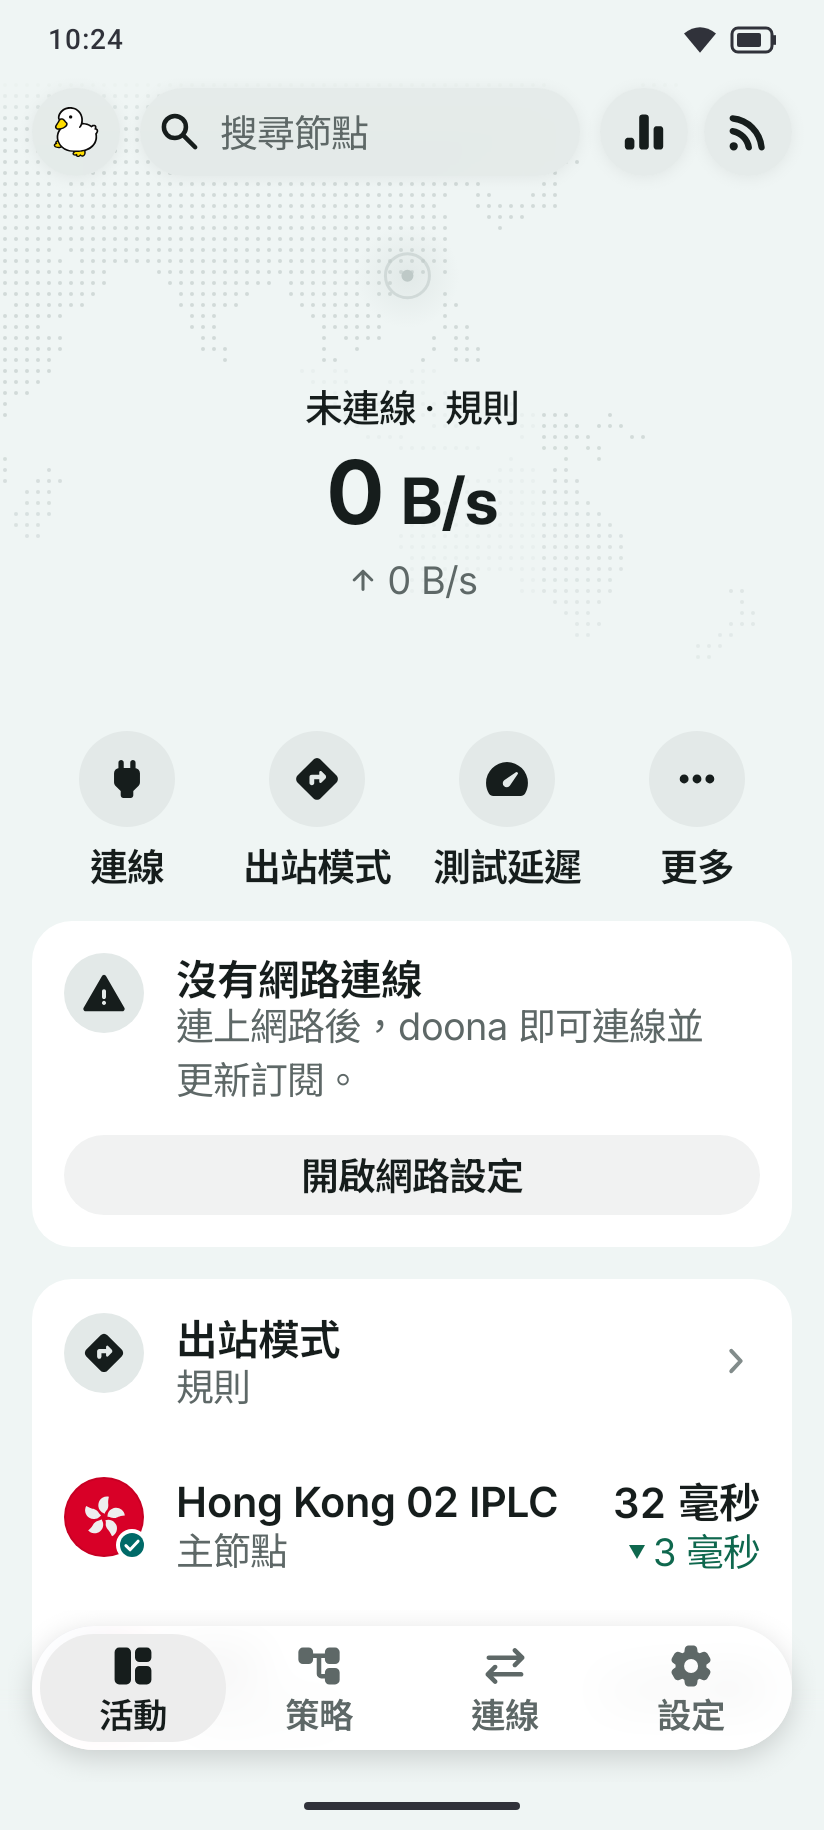 10:24
搜尋節點
未連線 · 規則
0 B/s
↑ 0 B/s
連線
出站模式
測試延遲
更多
沒有網路連線
連上網路後，doona 即可連線並
更新訂閱。
開啟網路設定
出站模式
規則
Hong Kong 02 IPLC
32 毫秒
主節點
▼3 毫秒
活動
策略
連線
設定